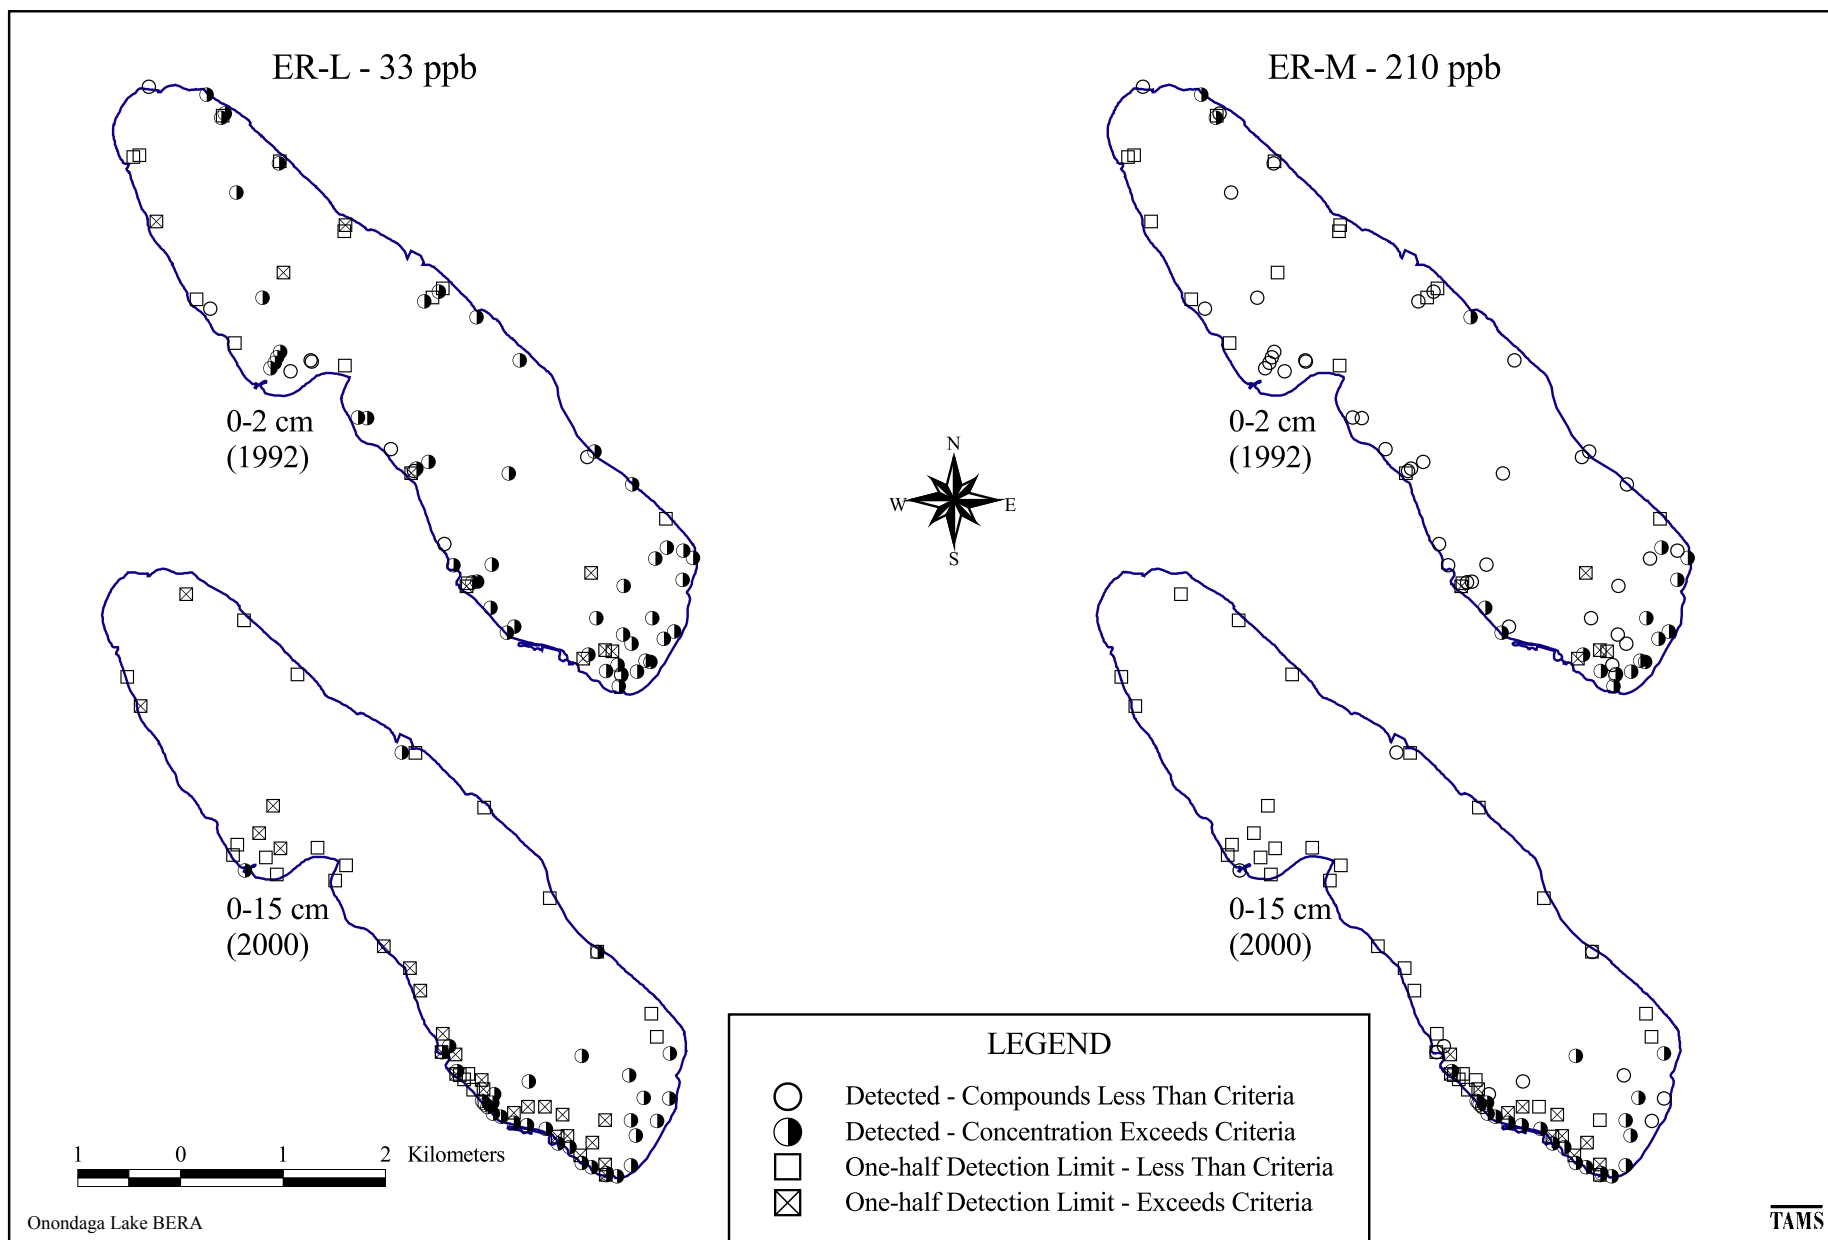 ER-L - 33 ppb
ER-M - 210 ppb
0-2 cm
(1992)
0-2 cm
(1992)
N
W
E
S
0-15 cm
(2000)
0-15 cm
(2000)
LEGEND
Detected - Compounds Less Than Criteria
Detected - Concentration Exceeds Criteria
One-half Detection Limit - Less Than Criteria
One-half Detection Limit - Exceeds Criteria
1 0 1 2 Kilometers
Onondaga Lake BERA
TAMS